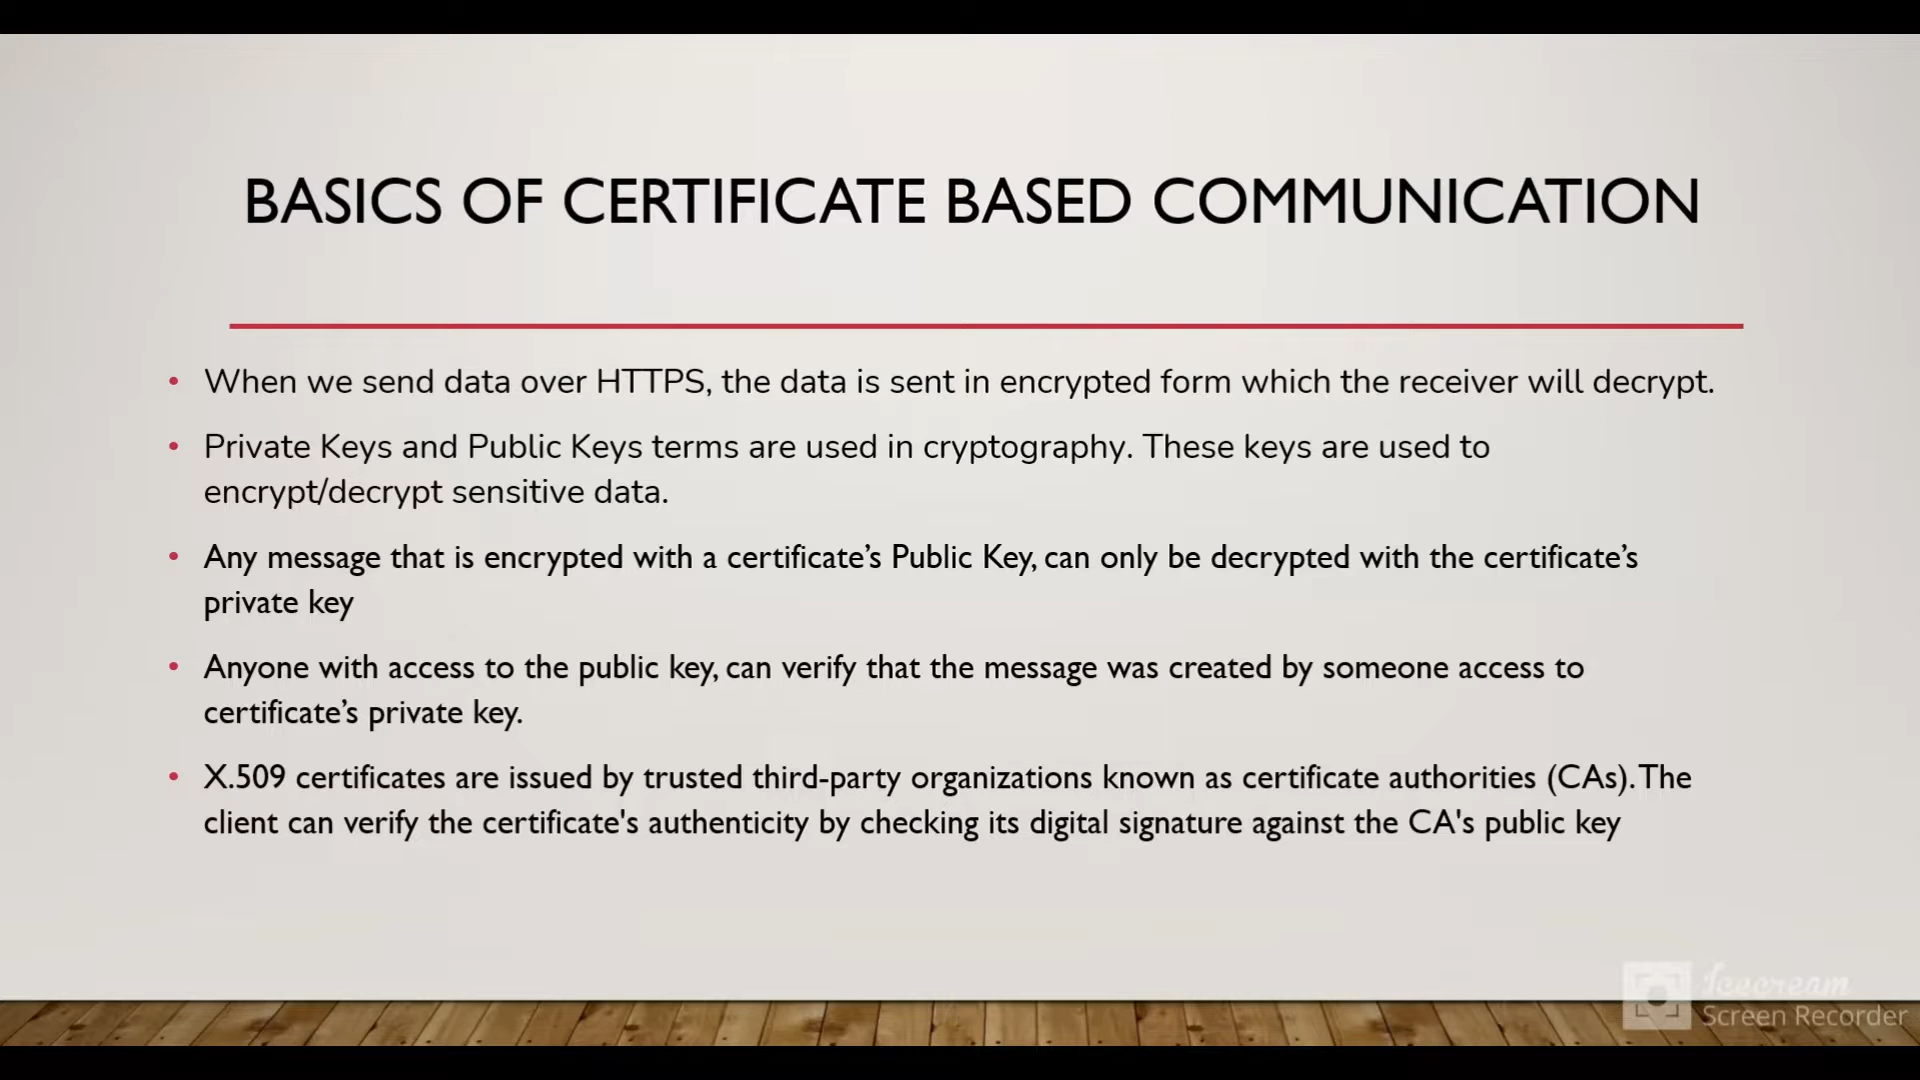 BASICS OF CERTIFICATE BASED COMMUNICATION
• When we send data over HTTPS, the data is sent in encrypted form which the receiver will decrypt.
• Private Keys and Public Keys terms are used in cryptography. These keys are used to
encrypt/decrypt sensitive data.
• Any message that is encrypted with a certificate’s Public Key, can only be decrypted with the certificate’s
private key
• Anyone with access to the public key, can verify that the message was created by someone access to
certificate’s private key.
• X.509 certificates are issued by trusted third-party organizations known as certificate authorities (CAs). The
client can verify the certificate's authenticity by checking its digital signature against the CA's public key
Icecream
Screen Recorder